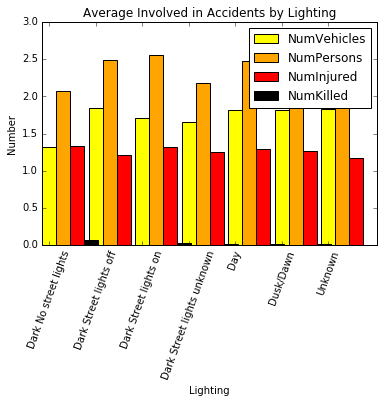 Average Involved in Accidents by Lighting
3.0
2.5
2.0
1.5
1.0
0.5
0.0
Number
NumVehicles
NumPersons
NumInjured
NumKilled
Dark No street lights
Dark Street lights off
Dark Street lights on
Dark Street lights unknown
Day
Dusk/Dawn
Unknown
Lighting